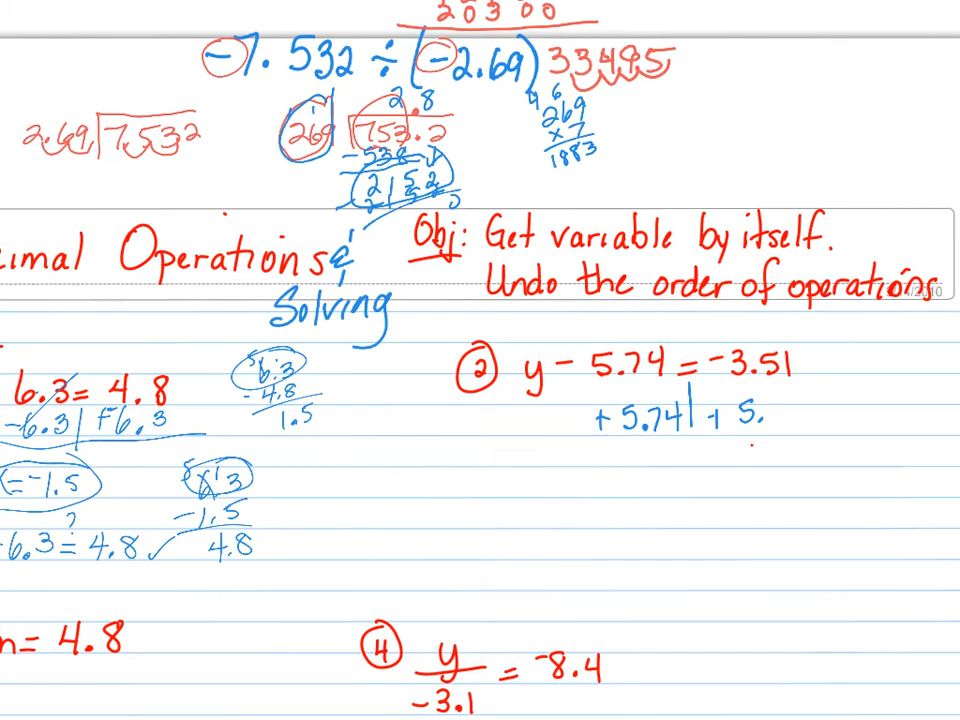 20300
-7.532 ÷ (-2.69) 33485
2.69 7,532
269 753.2
2.8
-538
2152
269
x 7
1883
imal Operations &
Solving
Obj: Get variable by itself.
Undo the order of operations
6.3 = 4.8
-6.3 -6.3
= -1.5
6.3 = 4.8 ✓
6.3
- 4.8
1.5
-1.5
4.8
② y - 5.74 = -3.51
+ 5.74 + 5.
n = 4.8
④ y
-3.1
= -8.4